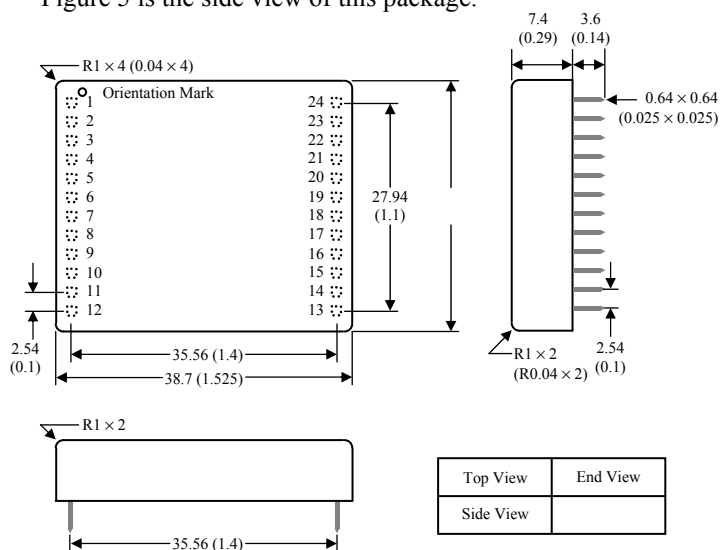 Figure 5 is the side view of this package.
7.4 3.6
(0.29) (0.14)
R1 × 4 (0.04 × 4)
Orientation Mark
0.64 × 0.64
(0.025 × 0.025)
1 24
2 23
3 22
4 21
5 20
6 19
7 18
8 17
9 16
10 15
11 14
12 13
27.94
(1.1)
2.54
(0.1)
35.56 (1.4)
38.7 (1.525)
R1 × 2
(R0.04 × 2)
2.54
(0.1)
R1 × 2
35.56 (1.4)
Top View End View
Side View